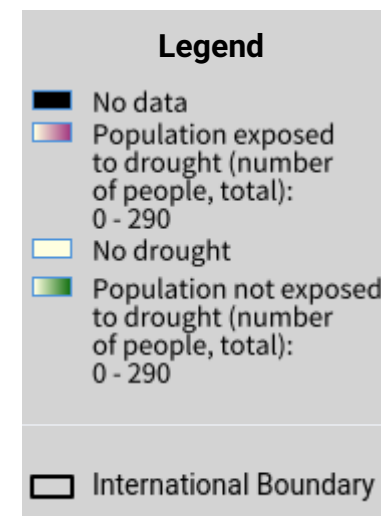 Legend
No data
Population exposed
to drought (number
of people, total):
0 - 290
No drought
Population not exposed
to drought (number
of people, total):
0 - 290
International Boundary